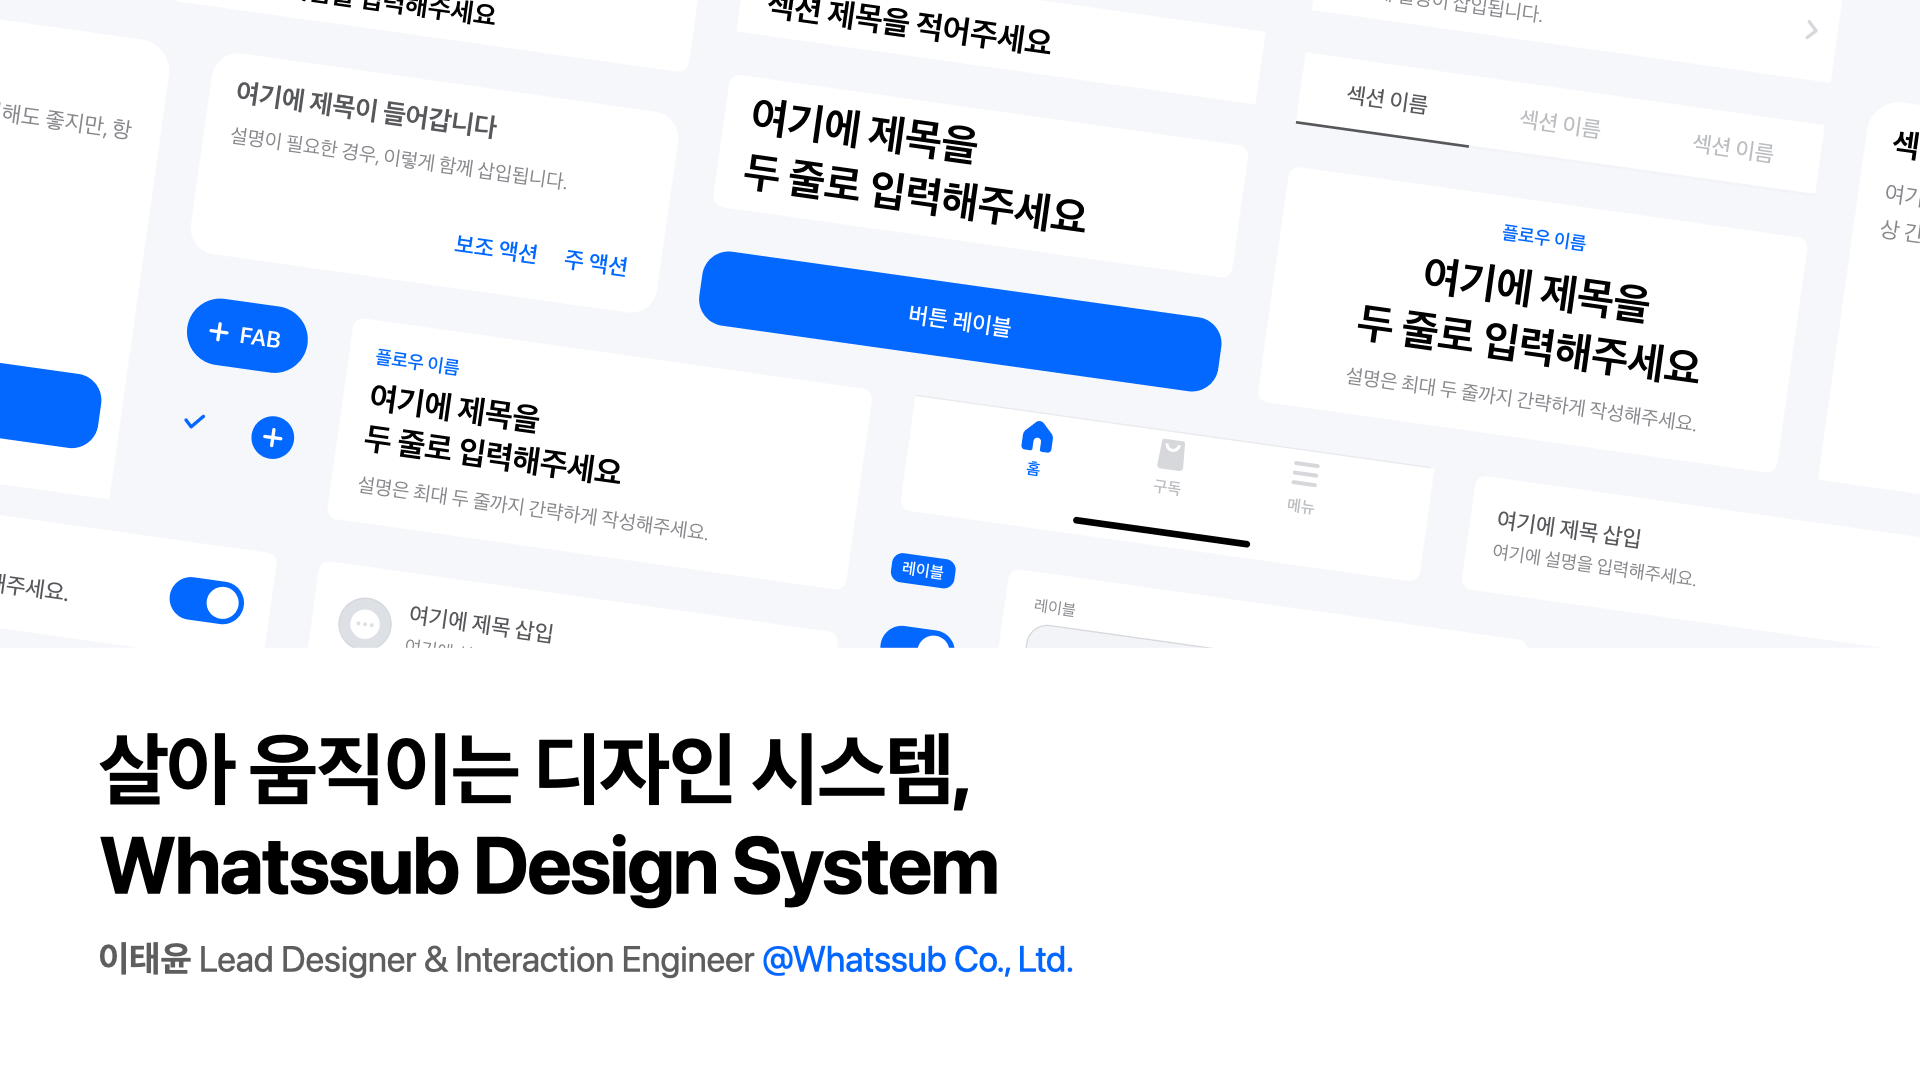 입력해주세요
섹션 제목을 적어주세요
삽입됩니다.
해도 좋지만, 항
여기에 제목이 들어갑니다
설명이 필요한 경우, 이렇게 함께 삽입됩니다.
보조 액션 주 액션
여기에 제목을
두 줄로 입력해주세요
버튼 레이블
섹션 이름 섹션 이름 섹션 이름
플로우 이름
여기에 제목을
두 줄로 입력해주세요
설명은 최대 두 줄까지 간략하게 작성해주세요.
FAB
플로우 이름
여기에 제목을
두 줄로 입력해주세요
설명은 최대 두 줄까지 간략하게 작성해주세요.
홈 구독 메뉴
여기에 제목 삽입
여기에 설명을 입력해주세요.
해주세요.
여기에 제목 삽입
레이블
레이블
섹
여기
상 간
살아 움직이는 디자인 시스템,
Whatssub Design System
이태윤 Lead Designer & Interaction Engineer @Whatssub Co., Ltd.